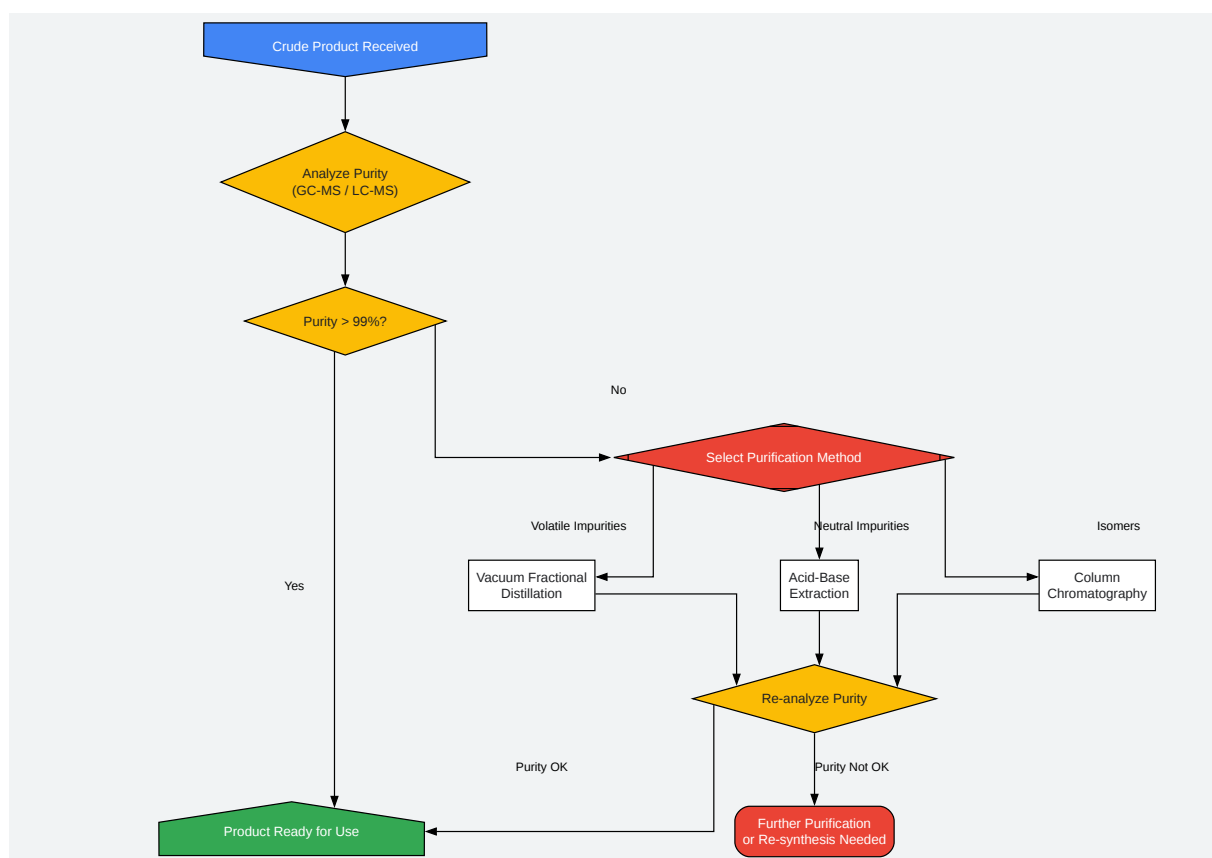 Crude Product Received
Analyze Purity
(GC-MS / LC-MS)
Purity > 99%?
No
Select Purification Method
Volatile Impurities
Neutral Impurities
Isomers
Vacuum Fractional
Distillation
Acid-Base
Extraction
Column
Chromatography
Yes
Re-analyze Purity
Purity OK
Purity Not OK
Product Ready for Use
Further Purification
or Re-synthesis Needed